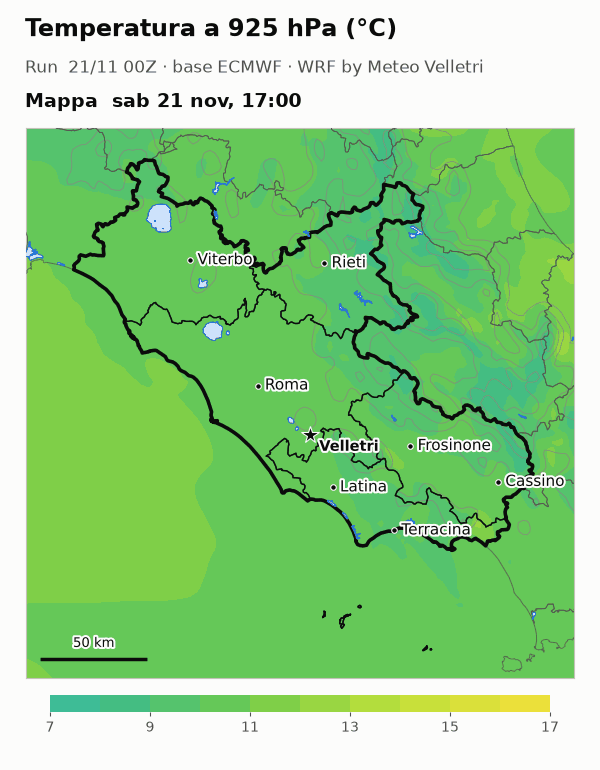 Temperatura a 925 hPa (°C)
Run  21/11 00Z · base ECMWF · WRF by Meteo Velletri
Mappa  sab 21 nov, 17:00
Viterbo
Rieti
Roma
Velletri
Frosinone
Latina
Cassino
Terracina
50 km
7 9 11 13 15 17